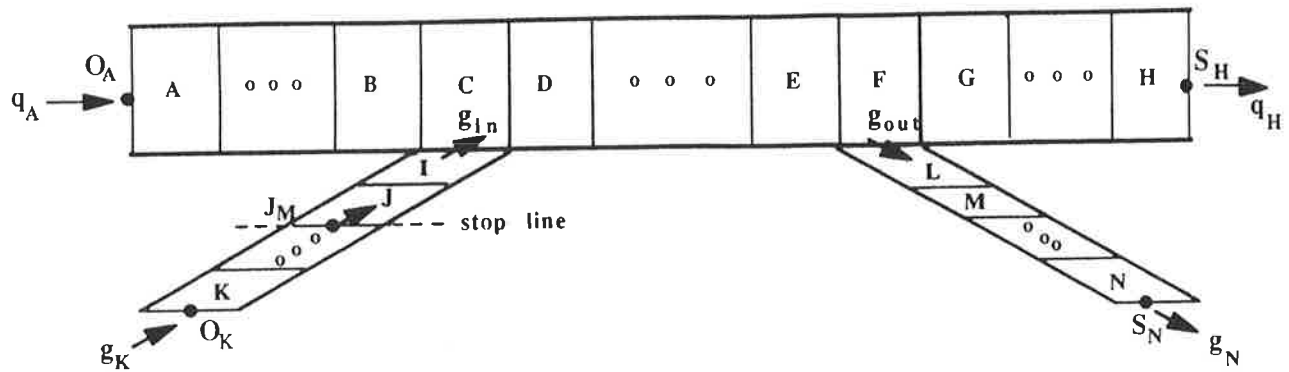 O_A A o o o B C D o o o E F G o o o H S_H
q_A g_in g_out q_H
I L
J_M J M
stop line
o o o o o o
K N
O_K S_N
g_K g_N